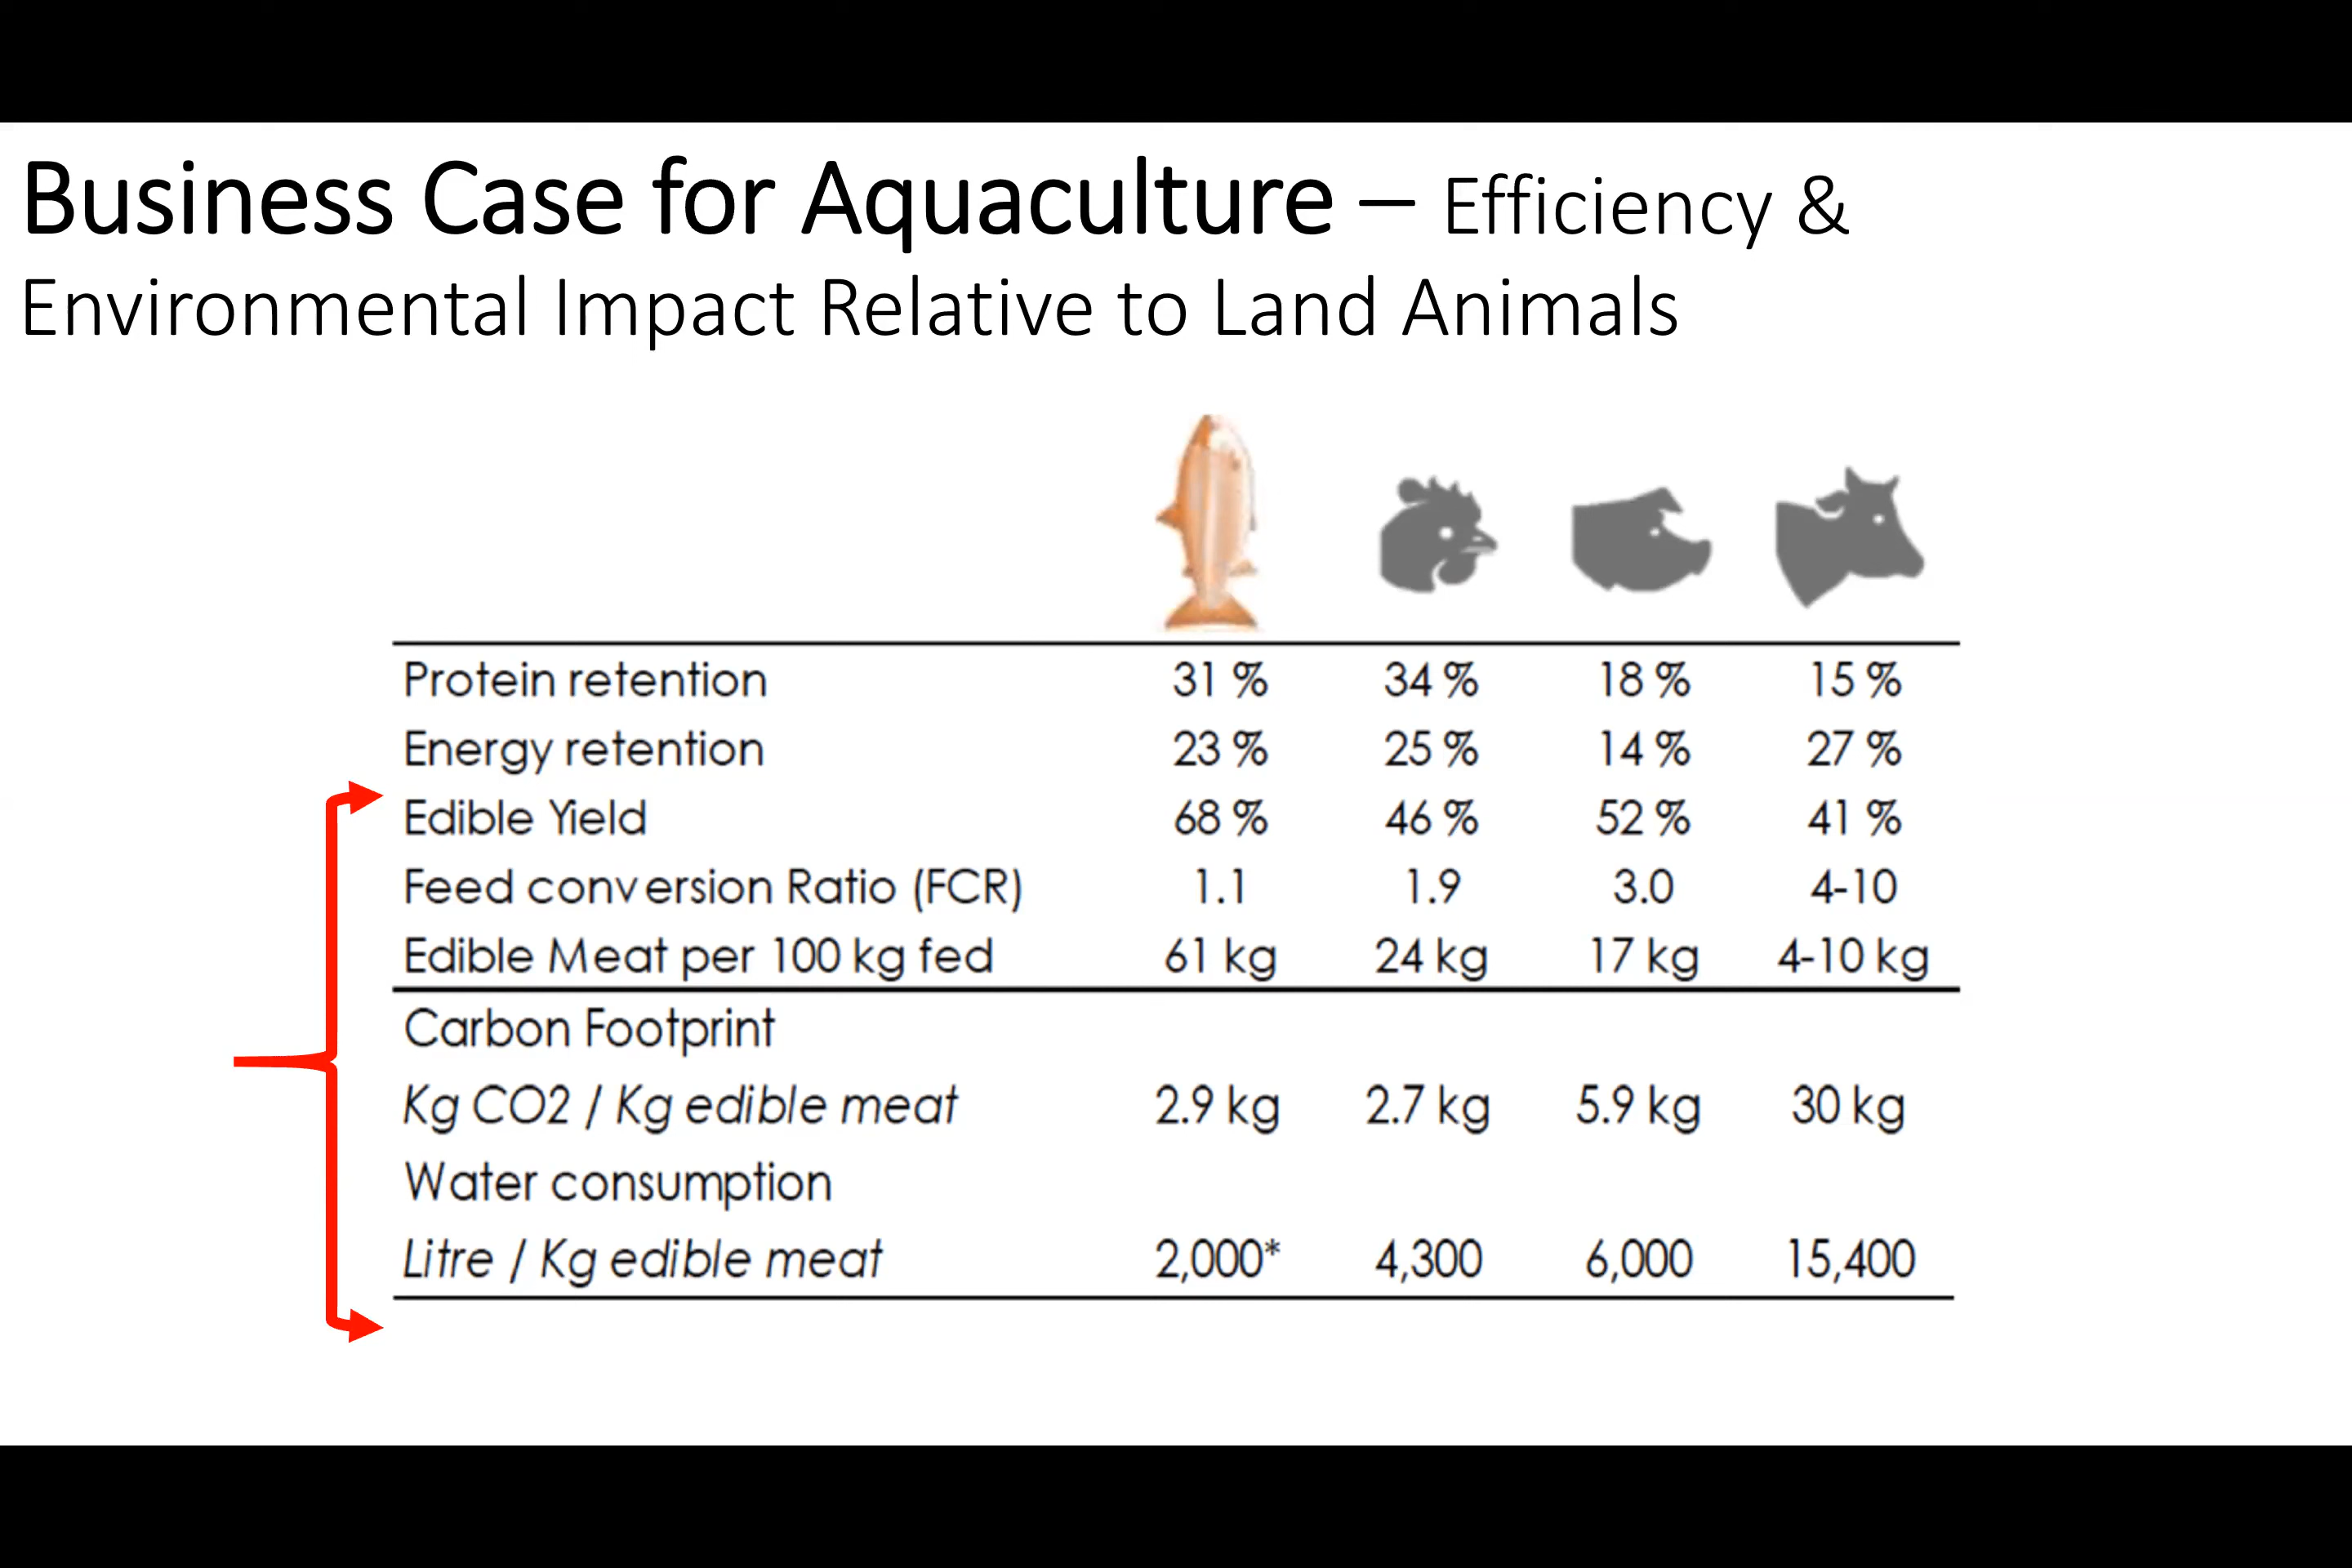 Business Case for Aquaculture – Efficiency &
Environmental Impact Relative to Land Animals
Protein retention 31 % 34 % 18 % 15 %
Energy retention 23 % 25 % 14 % 27 %
Edible Yield 68 % 46 % 52 % 41 %
Feed conversion Ratio (FCR) 1.1 1.9 3.0 4-10
Edible Meat per 100 kg fed 61 kg 24 kg 17 kg 4-10 kg
Carbon Footprint
Kg CO2 / Kg edible meat 2.9 kg 2.7 kg 5.9 kg 30 kg
Water consumption
Litre / Kg edible meat 2,000* 4,300 6,000 15,400